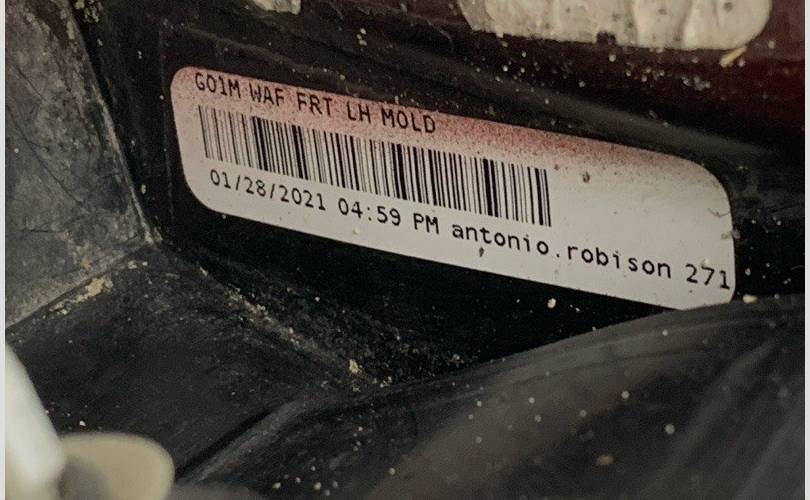 G01M WAF FRT LH MOLD
01/28/2021 04:59 PM antonio.robison 271